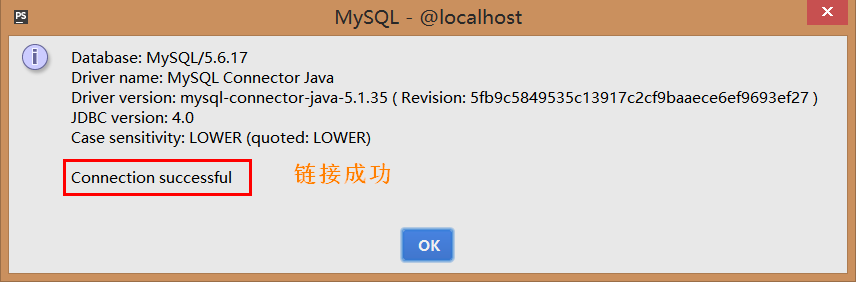 PS
MySQL - @localhost
Database: MySQL/5.6.17
Driver name: MySQL Connector Java
Driver version: mysql-connector-java-5.1.35 ( Revision: 5fb9c5849535c13917c2cf9baaece6ef9693ef27 )
JDBC version: 4.0
Case sensitivity: LOWER (quoted: LOWER)
Connection successful
链接成功
OK